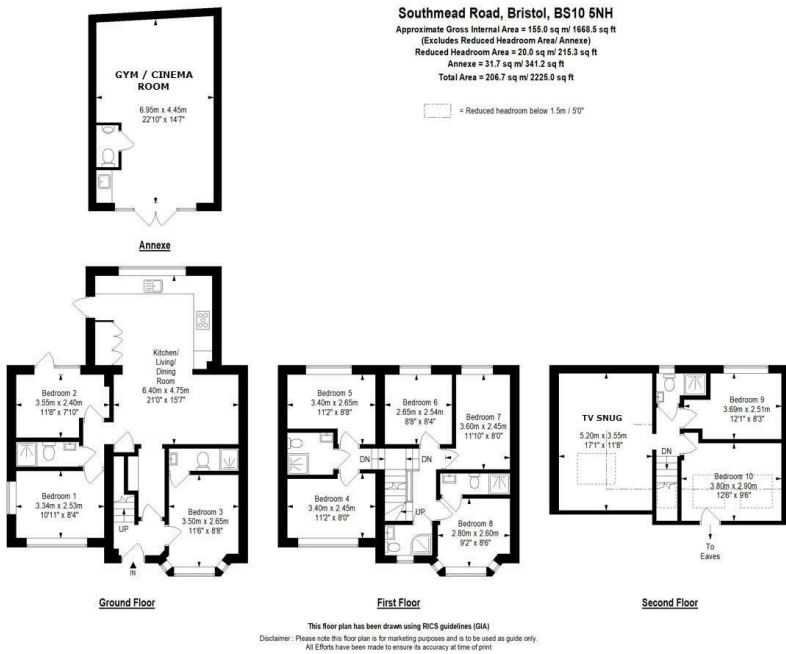 Southmead Road, Bristol, BS10 5NH
Approximate Gross Internal Area = 155.0 sq m/ 1668.5 sq ft
(Excludes Reduced Headroom Area/ Annexe)
Reduced Headroom Area = 20.0 sq m/ 215.3 sq ft
Annexe = 31.7 sq m/ 341.2 sq ft
Total Area = 206.7 sq m/ 2225.0 sq ft
= Reduced headroom below 1.5m / 5'0"
GYM / CINEMA
ROOM
6.95m x 4.45m
22'10" x 14'7"
Annexe
Kitchen/
Living/
Dining
Room
6.40m x 4.75m
21'0" x 15'7"
Bedroom 2
3.55m x 2.40m
11'8" x 7'10"
Bedroom 1
3.34m x 2.53m
10'11" x 8'4"
UP
Bedroom 3
3.50m x 2.65m
11'6" x 8'8"
IN
Ground Floor
Bedroom 5
3.40m x 2.65m
11'2" x 8'8"
Bedroom 6
2.65m x 2.54m
8'8" x 8'4"
Bedroom 7
3.60m x 2.45m
11'10" x 8'0"
DN
DN
Bedroom 4
3.40m x 2.45m
11'2" x 8'0"
UP
Bedroom 8
2.80m x 2.60m
9'2" x 8'6"
First Floor
TV SNUG
5.20m x 3.55m
17'1" x 11'8"
Bedroom 9
3.69m x 2.51m
12'1" x 8'3"
DN
Bedroom 10
3.80m x 2.90m
12'6" x 9'6"
To
Eaves
Second Floor
This floor plan has been drawn using RICS guidelines (GIA)
Disclaimer : Please note this floor plan is for marketing purposes and is to be used as guide only.
All Efforts have been made to ensure its accuracy at time of print